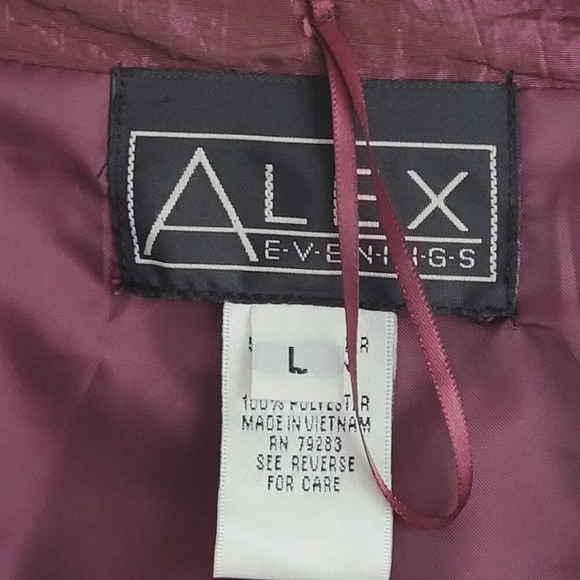 ALEX
E-V-E-N-I-N-G-S
L
100% POLYESTER
MADE IN VIETNAM
RN 79283
SEE REVERSE
FOR CARE